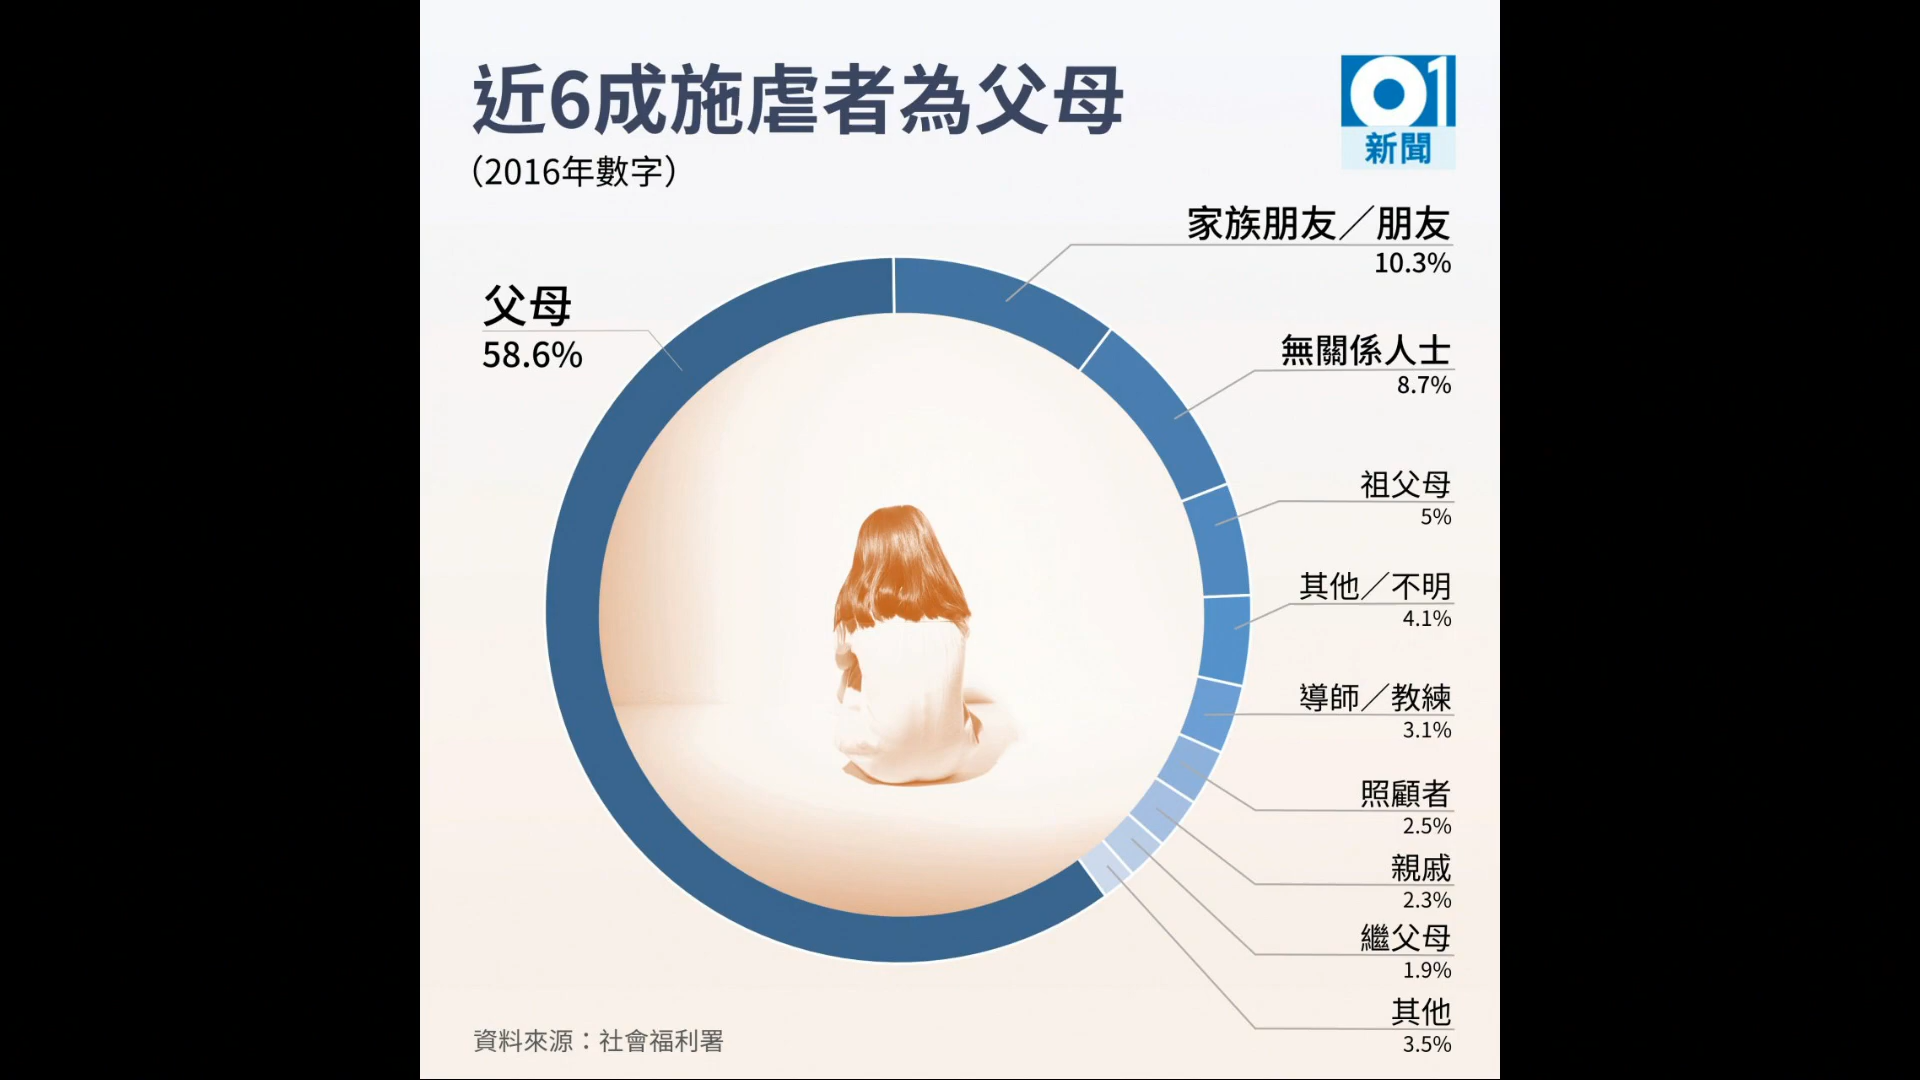 近6成施虐者為父母
（2016年數字）
01
新聞
父母
58.6%
家族朋友／朋友
10.3%
無關係人士
8.7%
祖父母
5%
其他／不明
4.1%
導師／教練
3.1%
照顧者
2.5%
親戚
2.3%
繼父母
1.9%
其他
3.5%
資料來源：社會福利署